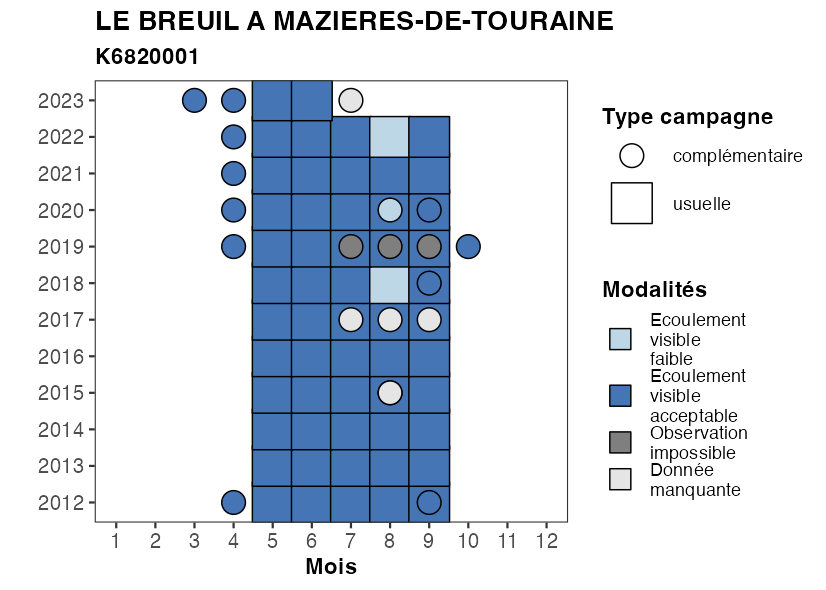 LE BREUIL A MAZIERES-DE-TOURAINE
K6820001
2023
2022
2021
2020
2019
2018
2017
2016
2015
2014
2013
2012
1 2 3 4 5 6 7 8 9 10 11 12
Mois
Type campagne
complémentaire
usuelle
Modalités
Ecoulement
visible
faible
Ecoulement
visible
acceptable
Observation
impossible
Donnée
manquante